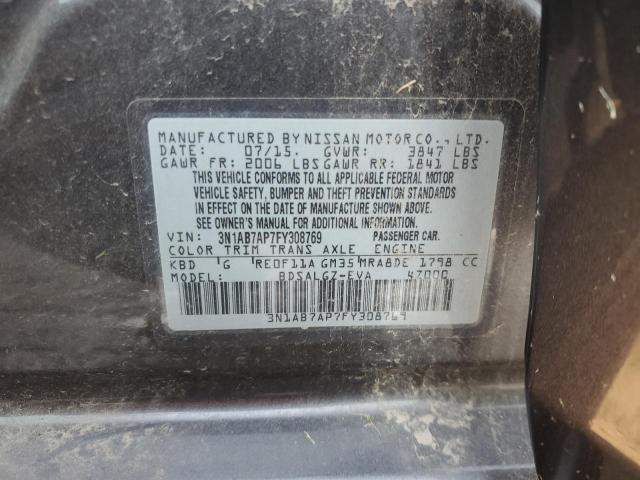 MANUFACTURED BY NISSAN MOTOR CO., LTD.
DATE: 07/15. GVWR: 3847 LBS
GAWR FR: 2006 LBS GAWR RR: 1841 LBS
THIS VEHICLE CONFORMS TO ALL APPLICABLE FEDERAL MOTOR
VEHICLE SAFETY, BUMPER AND THEFT PREVENTION STANDARDS
IN EFFECT ON THE DATE OF MANUFACTURE SHOWN ABOVE.
SEE OWNER'S MANUAL FOR ADDITIONAL INFORMATION.
VIN: 3N1AB7AP7FY308769 PASSENGER CAR.
COLOR TRIM TRANS AXLE ENGINE
KBD 'G 'RE0F11A GM35 'MRA8DE 1798 CC
MODEL: BDSALGZ-EVA 47000
3N1AB7AP7FY308769